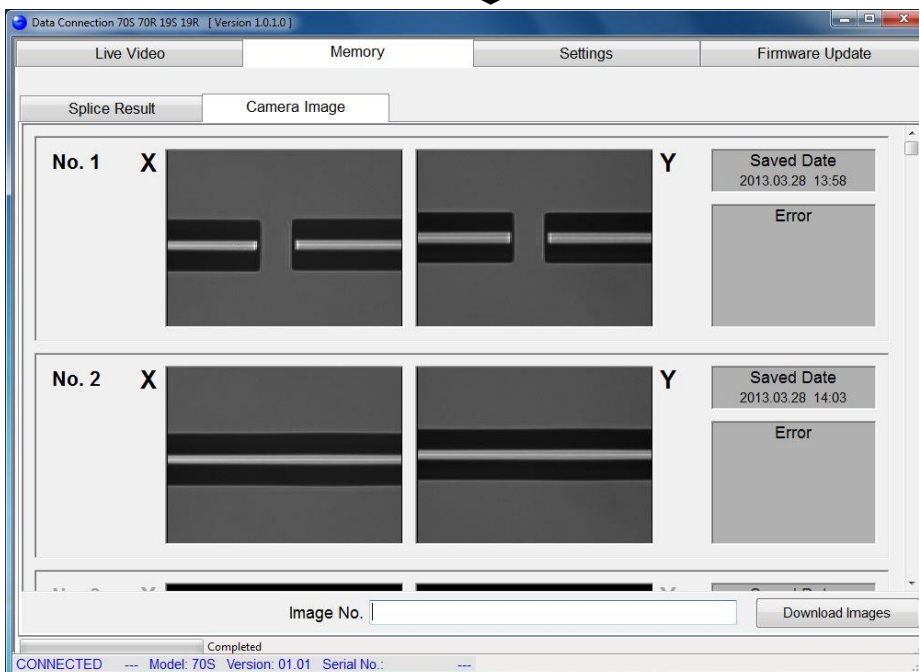 Data Connection 70S 70R 19S 19R [ Version 1.0.1.0 ]
Live Video Memory Settings Firmware Update
Splice Result Camera Image
No. 1 X Y Saved Date
2013.03.28 13:58
Error
No. 2 X Y Saved Date
2013.03.28 14:03
Error
Image No. Download Images
Completed
CONNECTED --- Model: 70S Version: 01.01 Serial No.: ---